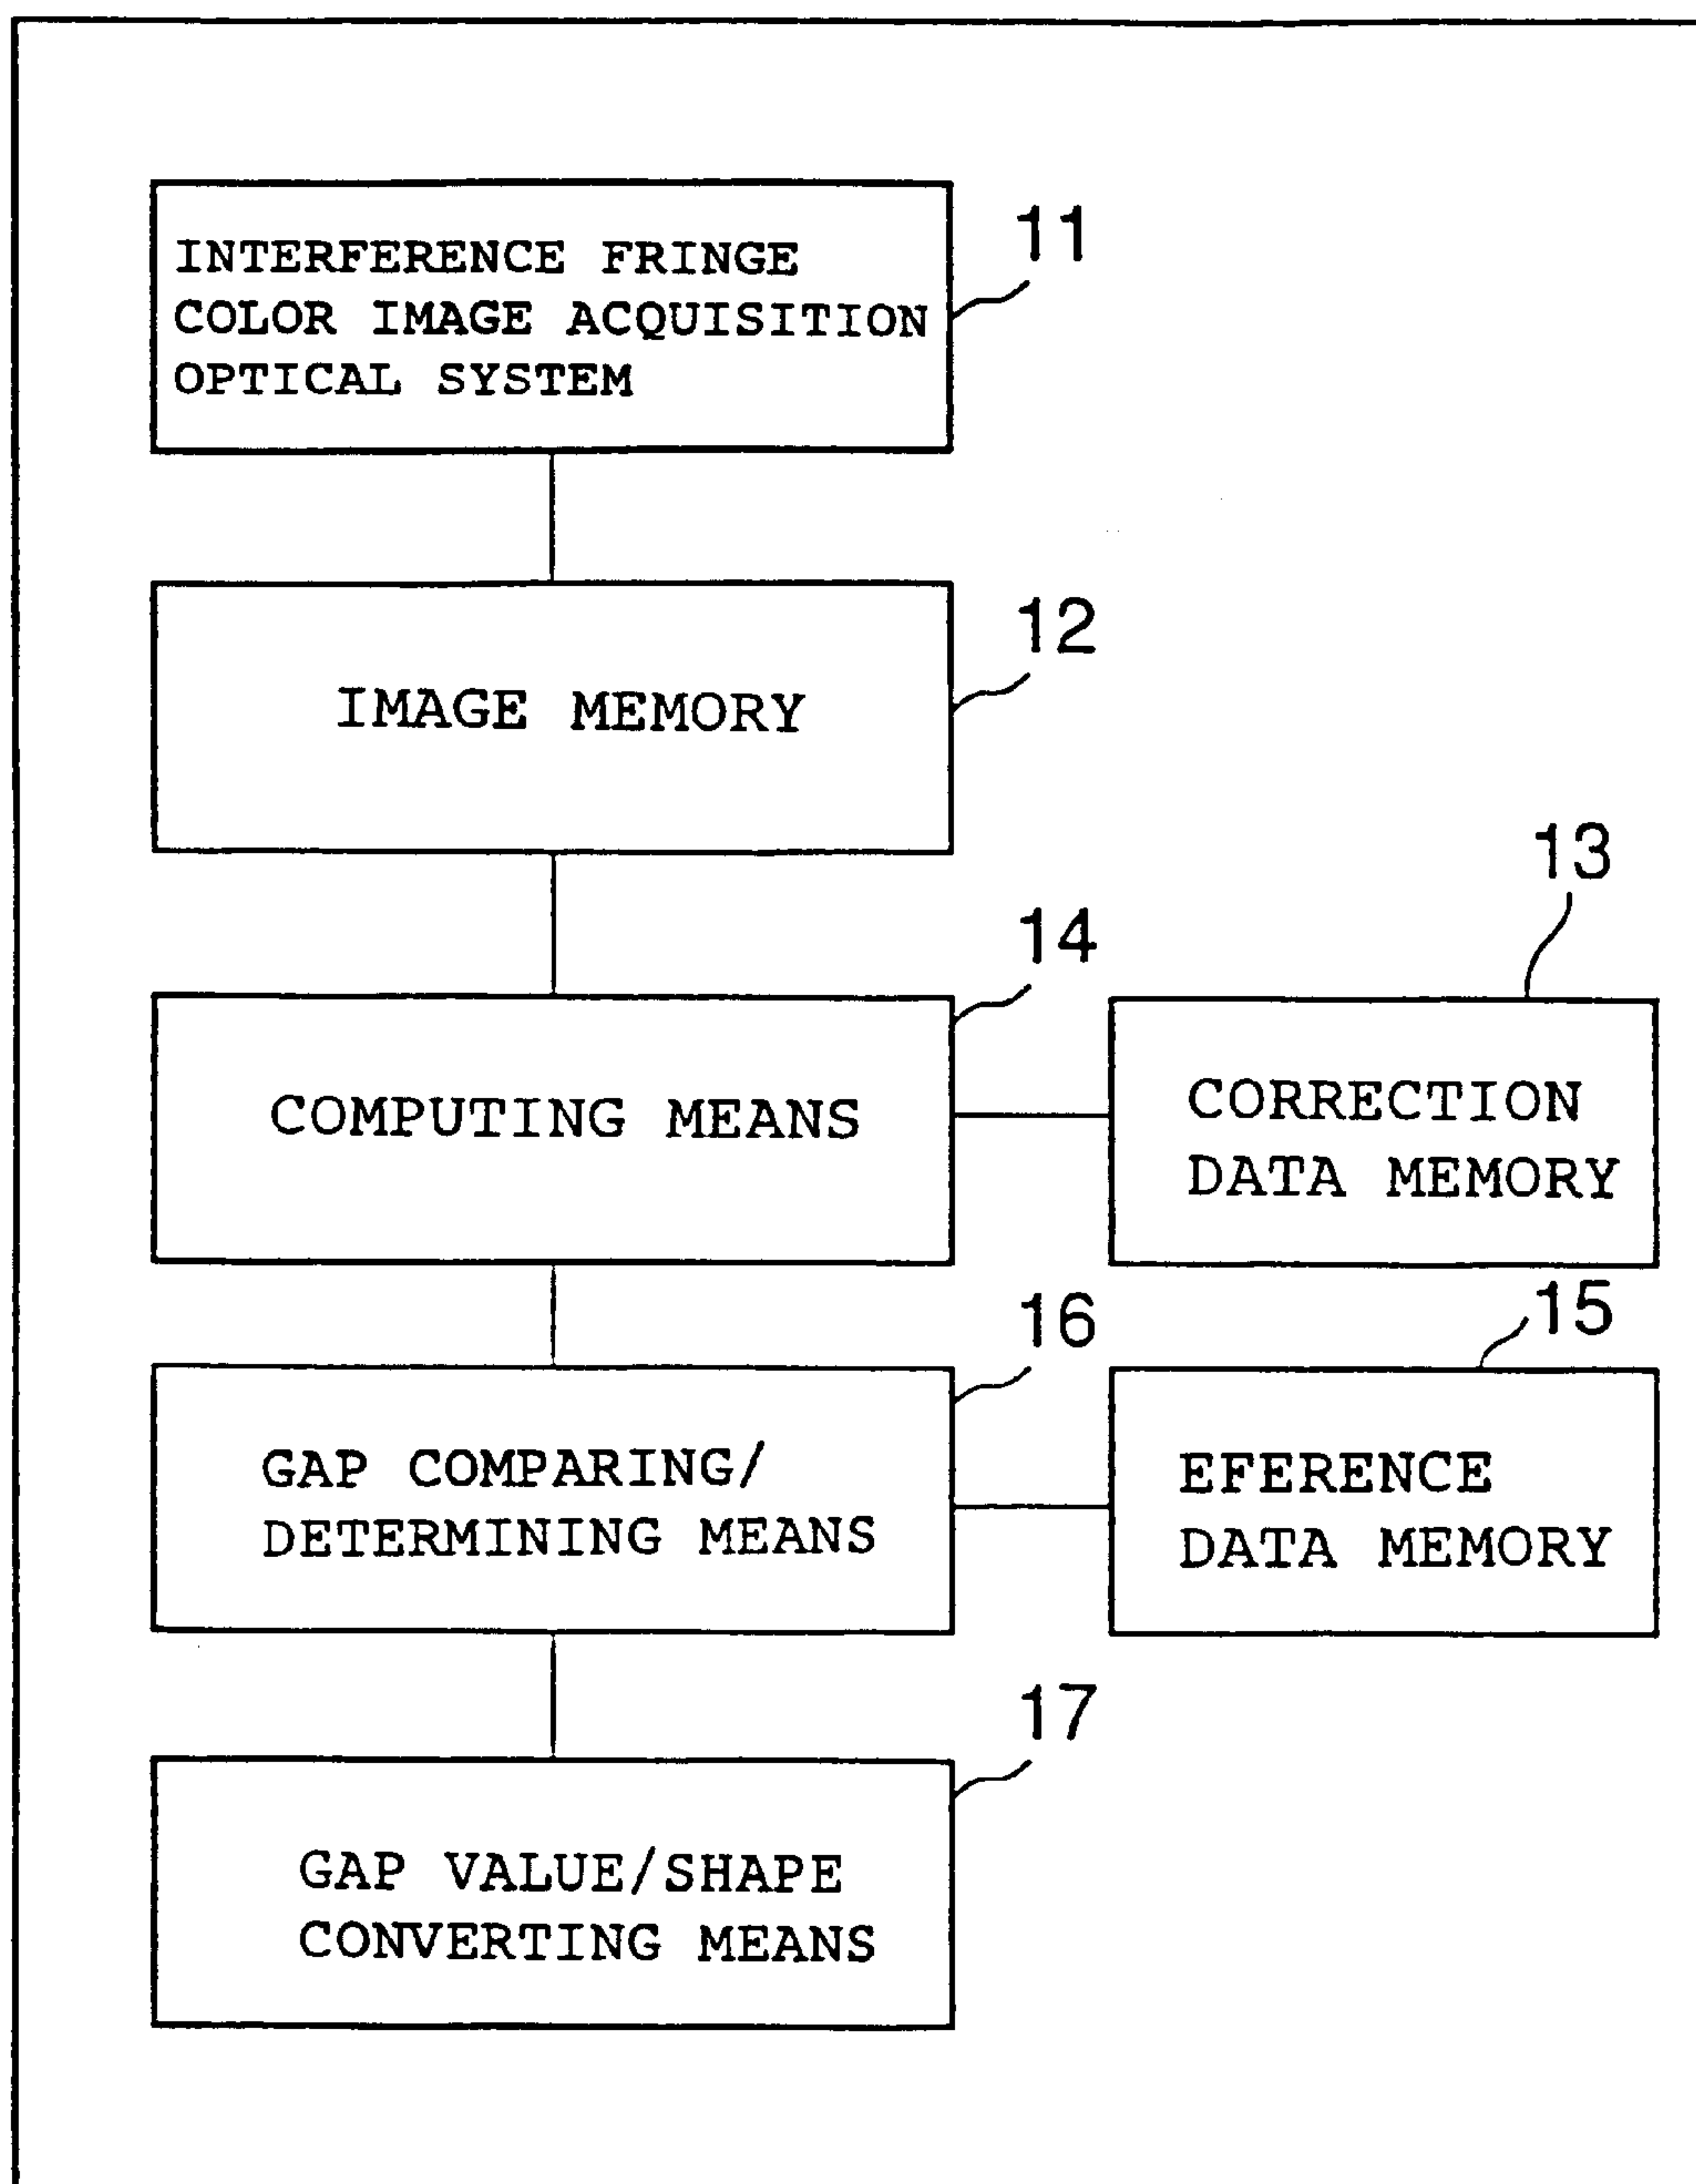 INTERFERENCE FRINGE
COLOR IMAGE ACQUISITION
OPTICAL SYSTEM
11
IMAGE MEMORY
12
COMPUTING MEANS
14
CORRECTION
DATA MEMORY
13
GAP COMPARING/
DETERMINING MEANS
16
EFERENCE
DATA MEMORY
15
GAP VALUE/SHAPE
CONVERTING MEANS
17